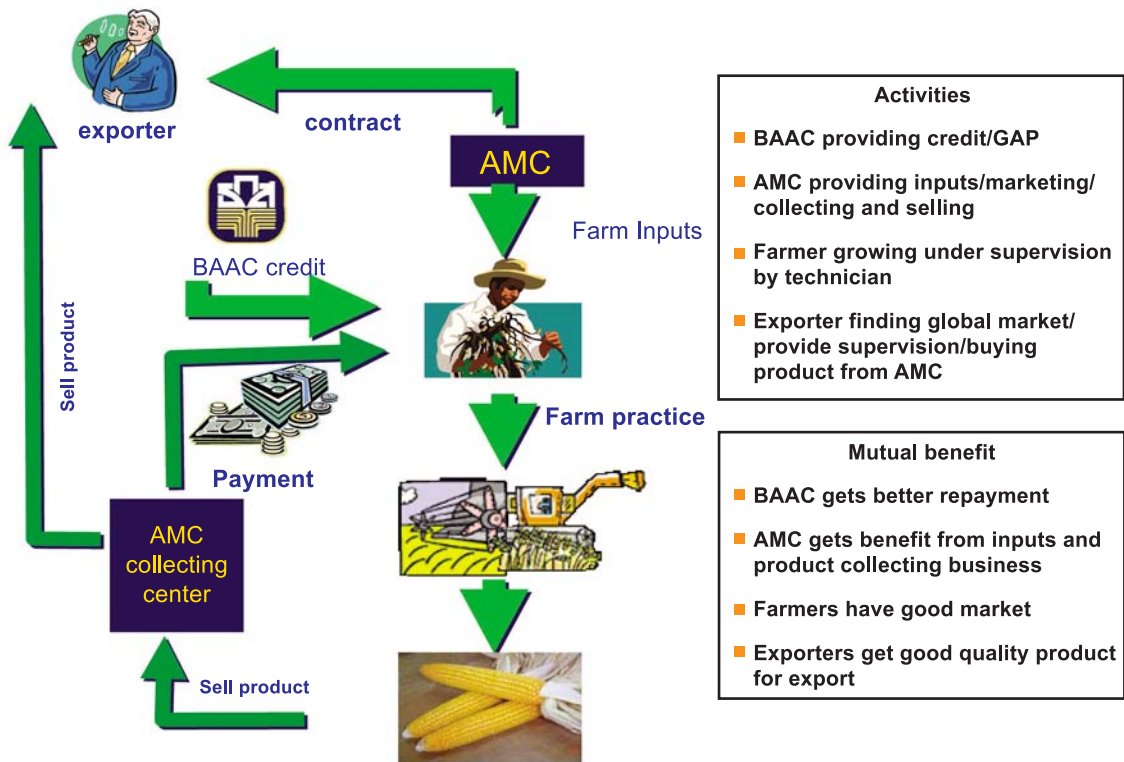 exporter
contract
AMC
Farm Inputs
BAAC credit
Sell product
Farm practice
Payment
AMC
collecting
center
Sell product
Activities
BAAC providing credit/GAP
AMC providing inputs/marketing/
collecting and selling
Farmer growing under supervision
by technician
Exporter finding global market/
provide supervision/buying
product from AMC
Mutual benefit
BAAC gets better repayment
AMC gets benefit from inputs and
product collecting business
Farmers have good market
Exporters get good quality product
for export